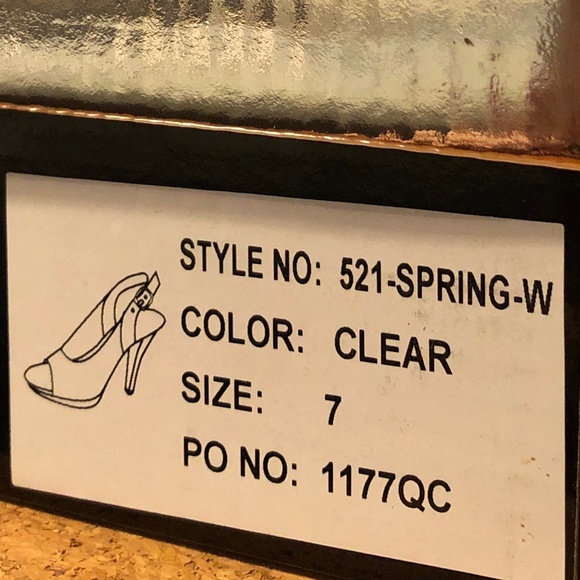 STYLE NO: 521-SPRING-W
COLOR: CLEAR
SIZE: 7
PO NO: 1177QC